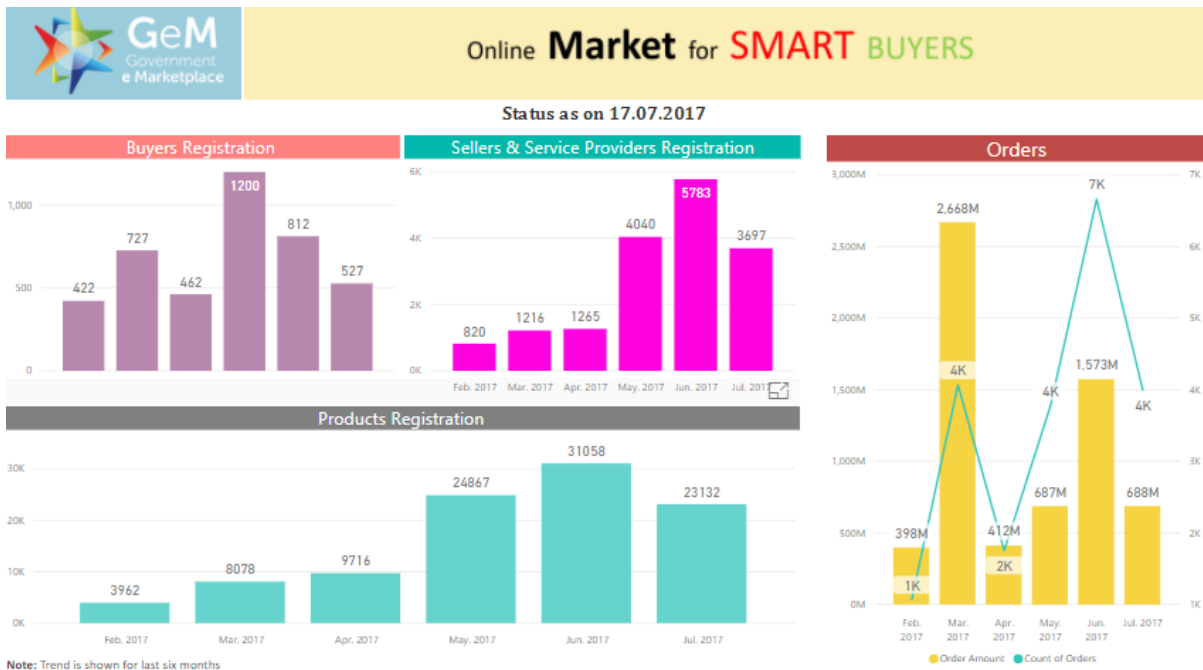 GeM
Government
e Marketplace
Online Market for SMART BUYERS
Status as on 17.07.2017
Buyers Registration
1,000
500
0
422
727
462
1200
812
527
Sellers & Service Providers Registration
6K
4K
2K
0K
820
1216
1265
4040
5783
3697
Feb. 2017 Mar. 2017 Apr. 2017 May. 2017 Jun. 2017 Jul. 2017
Products Registration
30K
20K
10K
0K
3962
8078
9716
24867
31058
23132
Feb. 2017 Mar. 2017 Apr. 2017 May. 2017 Jun. 2017 Jul. 2017
Note: Trend is shown for last six months
Orders
3,000M
2,500M
2,000M
1,500M
1,000M
500M
0M
7K
6K
5K
4K
3K
2K
1K
398M
2,668M
412M
687M
1,573M
688M
1K
4K
2K
4K
7K
4K
Feb. 2017 Mar. 2017 Apr. 2017 May. 2017 Jun. 2017 Jul. 2017
Order Amount Count of Orders